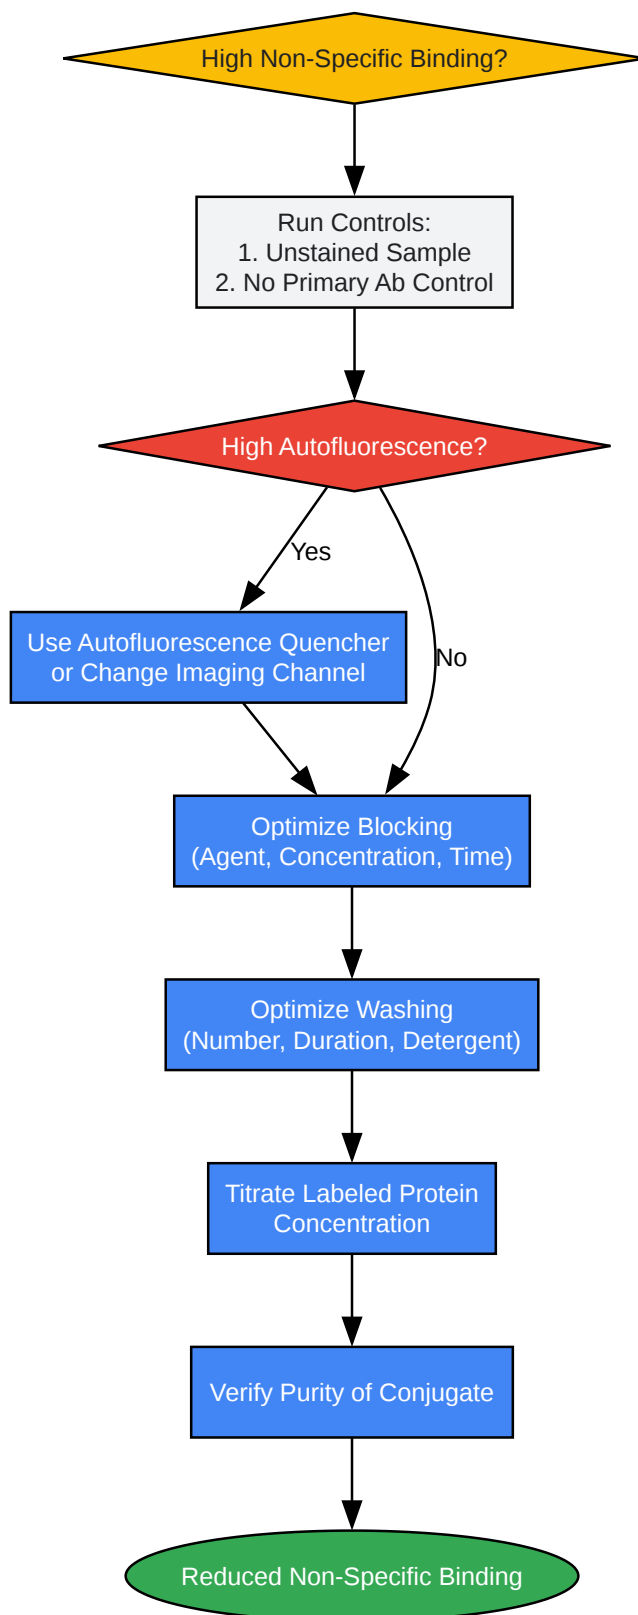 High Non-Specific Binding?
Run Controls:
1. Unstained Sample
2. No Primary Ab Control
High Autofluorescence?
Yes
Use Autofluorescence Quencher
or Change Imaging Channel
No
Optimize Blocking
(Agent, Concentration, Time)
Optimize Washing
(Number, Duration, Detergent)
Titrate Labeled Protein
Concentration
Verify Purity of Conjugate
Reduced Non-Specific Binding